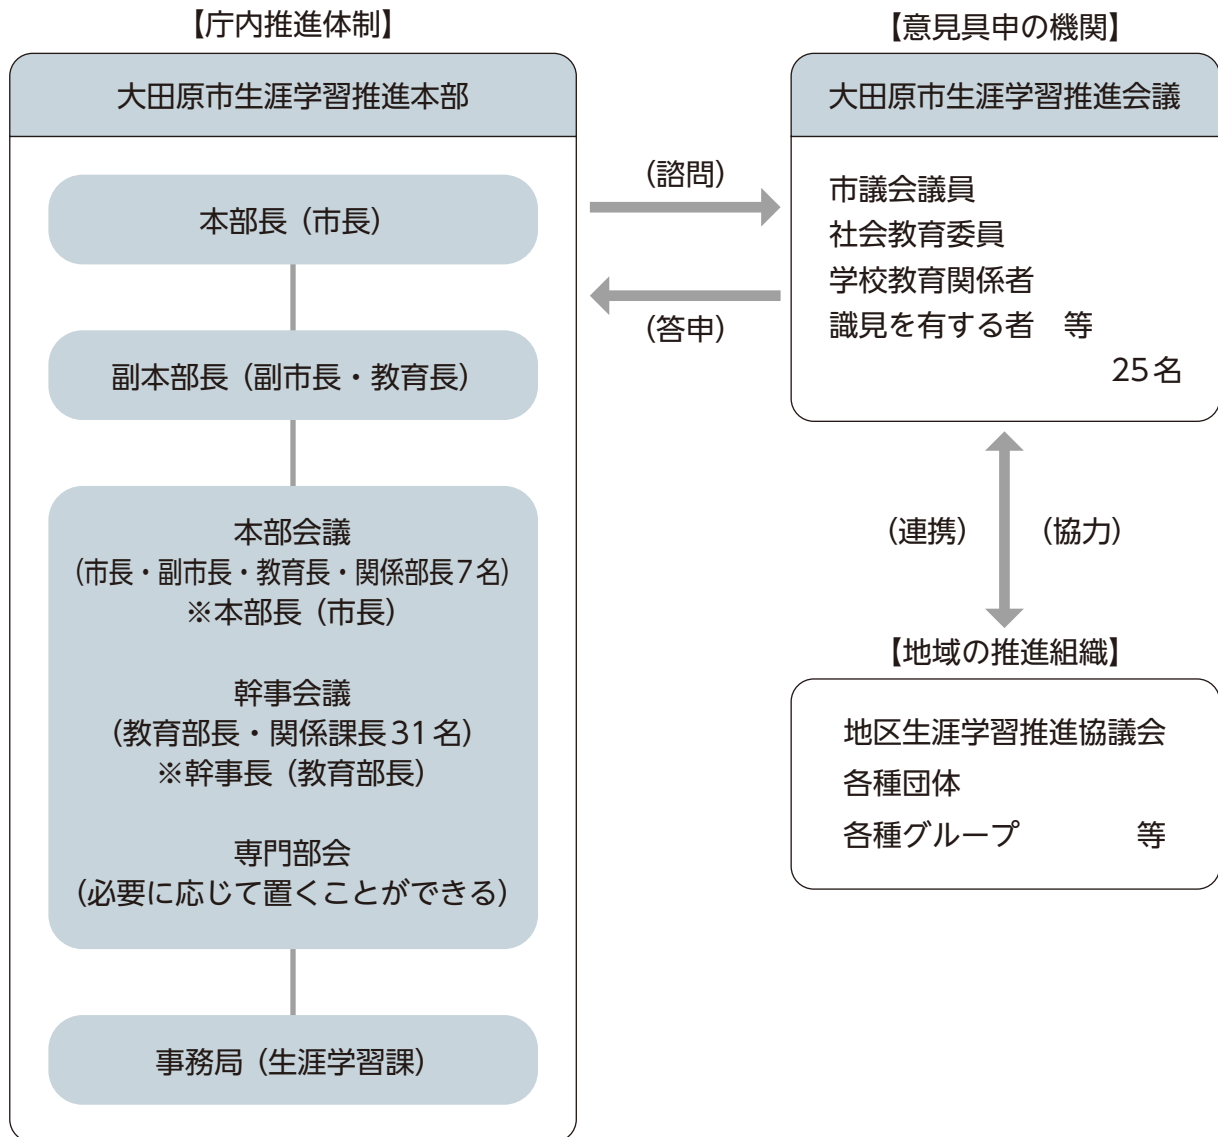 【庁内推進体制】
大田原市生涯学習推進本部
本部長（市長）
副本部長（副市長・教育長）
本部会議
（市長・副市長・教育長・関係部長７名）
※本部長（市長）
幹事会議
（教育部長・関係課長31名）
※幹事長（教育部長）
専門部会
（必要に応じて置くことができる）
事務局（生涯学習課）
（諮問）
（答申）
【意見具申の機関】
大田原市生涯学習推進会議
市議会議員
社会教育委員
学校教育関係者
識見を有する者　等
25名
（連携）　（協力）
【地域の推進組織】
地区生涯学習推進協議会
各種団体
各種グループ　　　　等